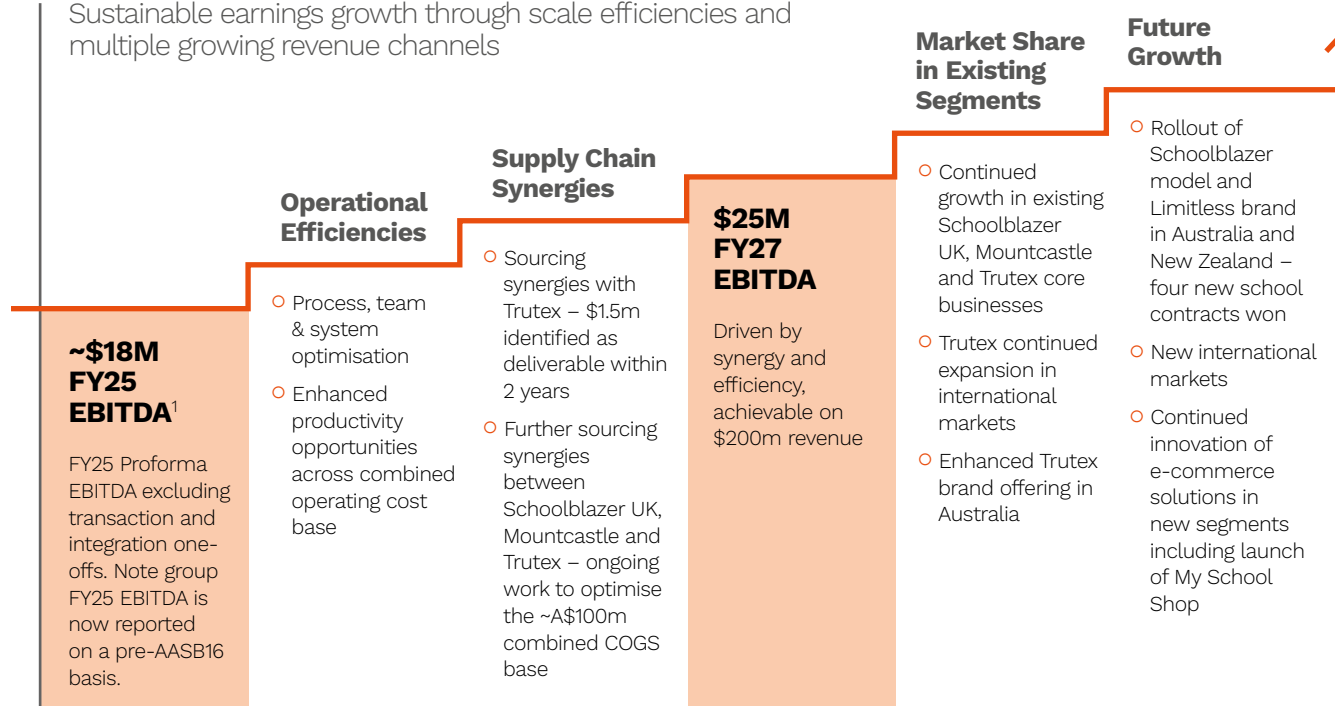 Sustainable earnings growth through scale efficiencies and
multiple growing revenue channels
~$18M
FY25
EBITDA1
FY25 Proforma
EBITDA excluding
transaction and
integration one-
offs. Note group
FY25 EBITDA is
now reported
on a pre-AASB16
basis.
Operational
Efficiencies
Process, team
& system
optimisation
Enhanced
productivity
opportunities
across combined
operating cost
base
Supply Chain
Synergies
Sourcing
synergies with
Trutex – $1.5m
identified as
deliverable within
2 years
Further sourcing
synergies
between
Schoolblazer UK,
Mountcastle and
Trutex – ongoing
work to optimise
the ~A$100m
combined COGS
base
$25M
FY27
EBITDA
Driven by
synergy and
efficiency,
achievable on
$200m revenue
Market Share
in Existing
Segments
Continued
growth in existing
Schoolblazer
UK, Mountcastle
and Trutex core
businesses
Trutex continued
expansion in
international
markets
Enhanced Trutex
brand offering in
Australia
Future
Growth
Rollout of
Schoolblazer
model and
Limitless brand
in Australia and
New Zealand –
four new school
contracts won
New international
markets
Continued
innovation of
e-commerce
solutions in
new segments
including launch
of My School
Shop